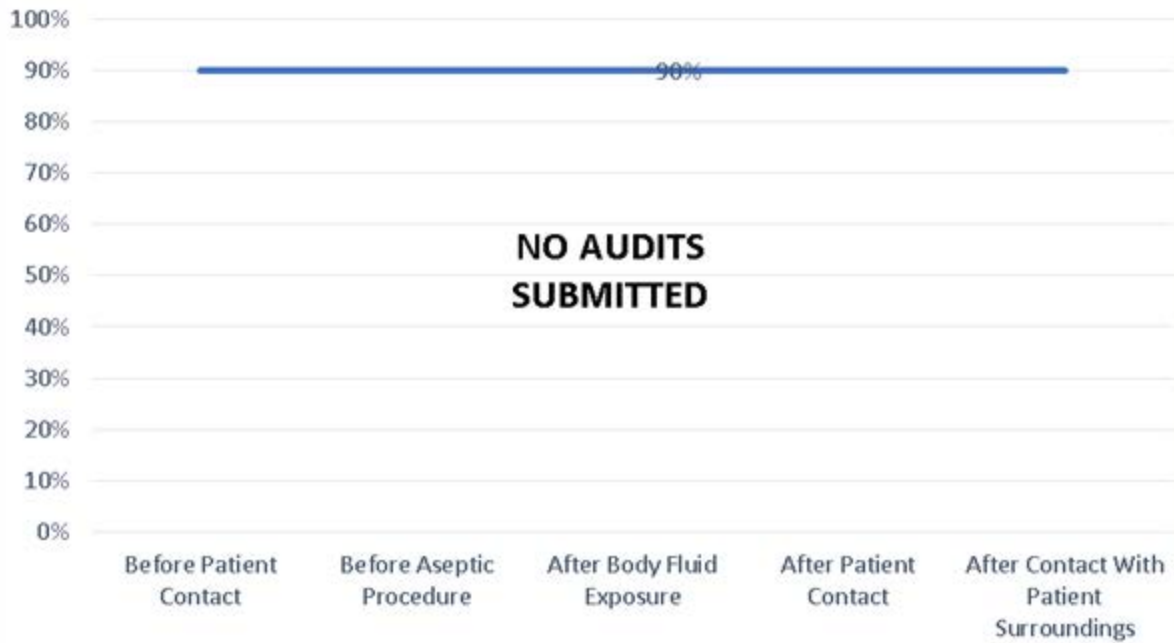 100%
90%
90%
80%
70%
60%
NO AUDITS
50%
SUBMITTED
40%
30%
20%
10%
0%
Before Patient
Contact
Before Aseptic
Procedure
After Body Fluid
Exposure
After Patient
Contact
After Contact With
Patient
Surroundings